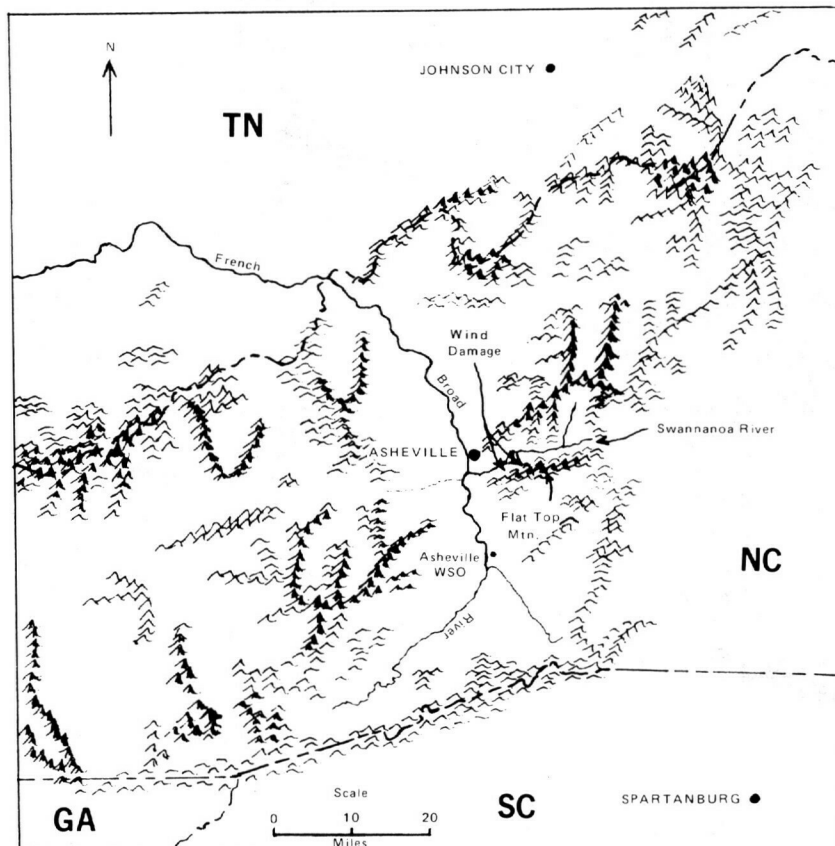 N
JOHNSON CITY
TN
French
Wind
Damage
Broad
Swannanoa River
ASHEVILLE
Flat Top
Mtn.
Asheville
WSO
NC
River
Scale
SC
SPARTANBURG
GA
0 10 20
Miles